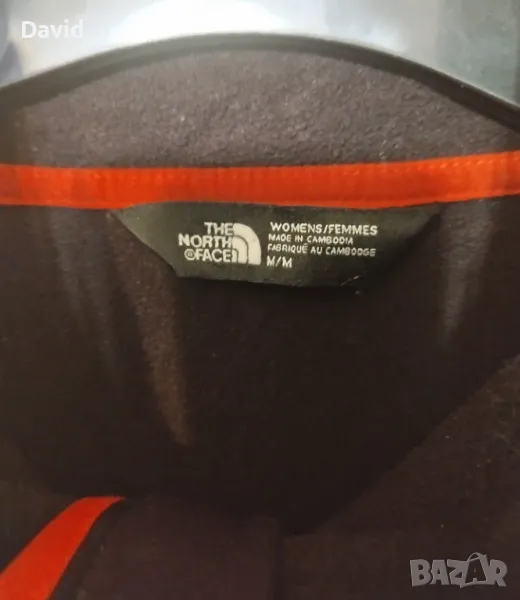 David
THE
NORTH
FACE
WOMENS/FEMMES
MADE IN CAMBODIA
FABRIQUÉ AU CAMBODGE
M/M
BAZAR